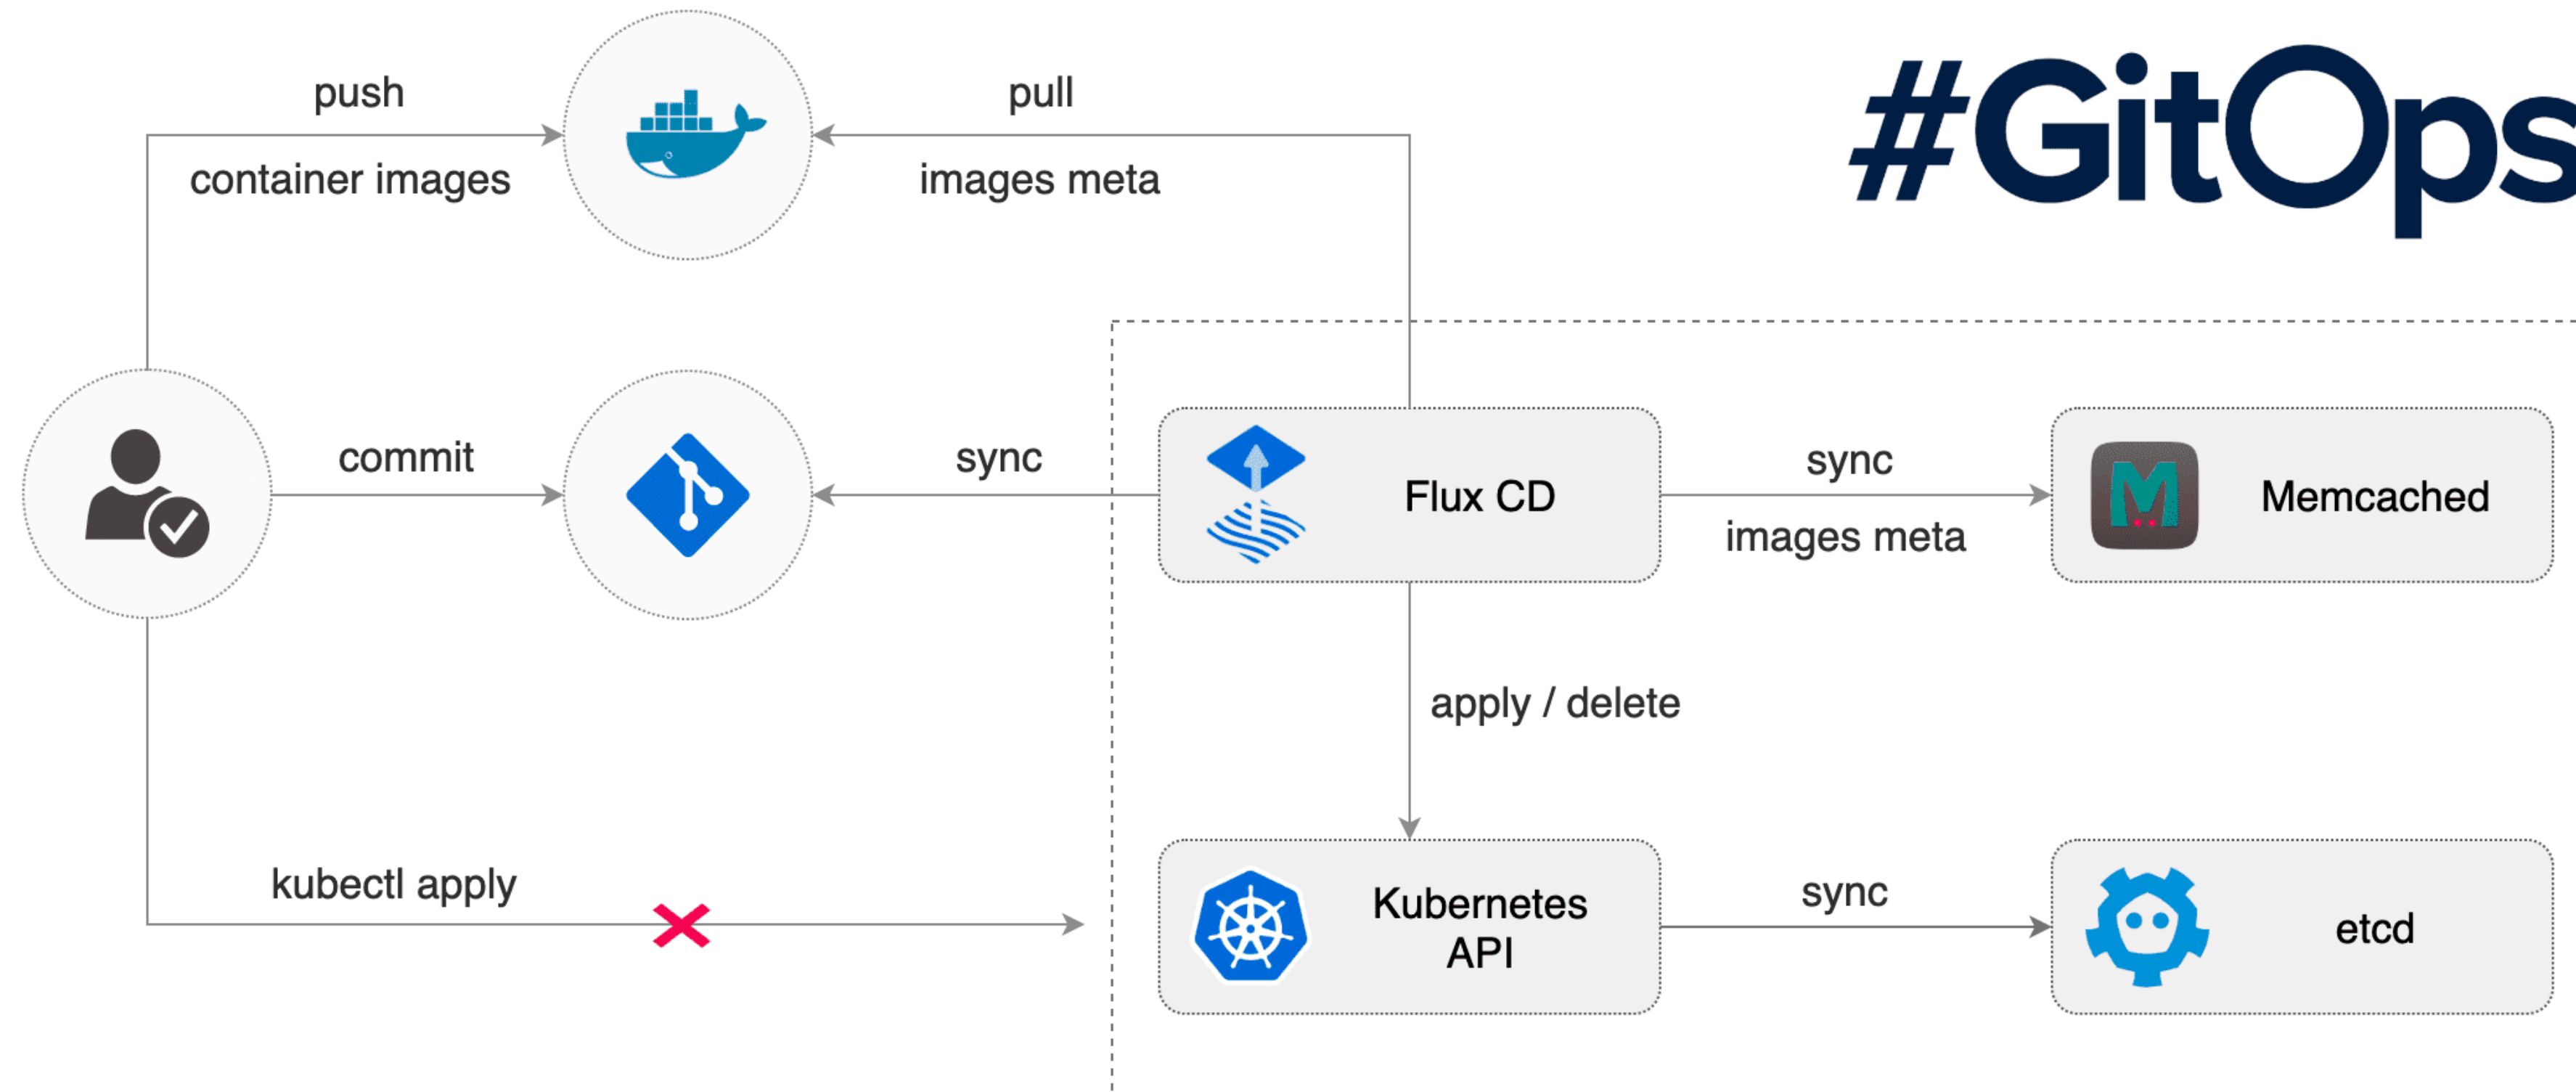 #GitOps
push
container images
pull
images meta
commit
sync
Flux CD
sync
images meta
Memcached
apply / delete
kubectl apply
Kubernetes
API
sync
etcd